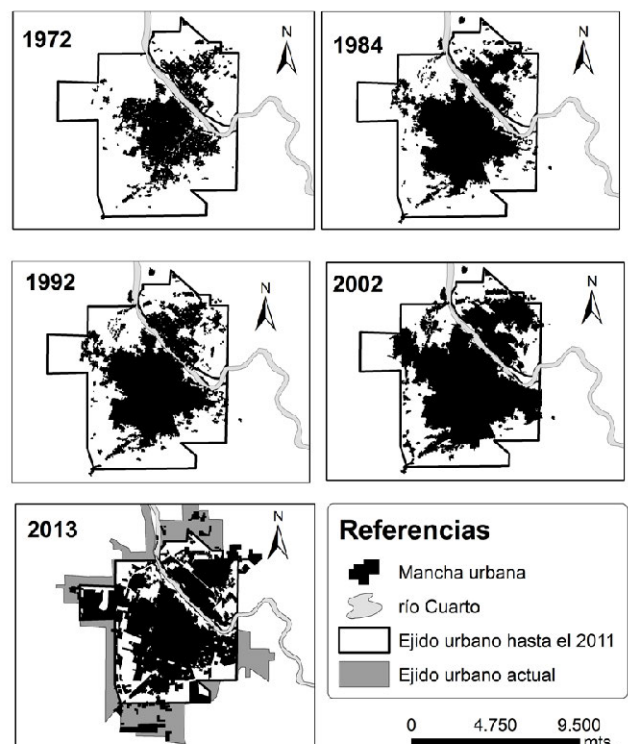 1972
N
1984
N
1992
N
2002
N
2013
N
Referencias
Mancha urbana
río Cuarto
Ejido urbano hasta el 2011
Ejido urbano actual
0 4.750 9.500
mts.